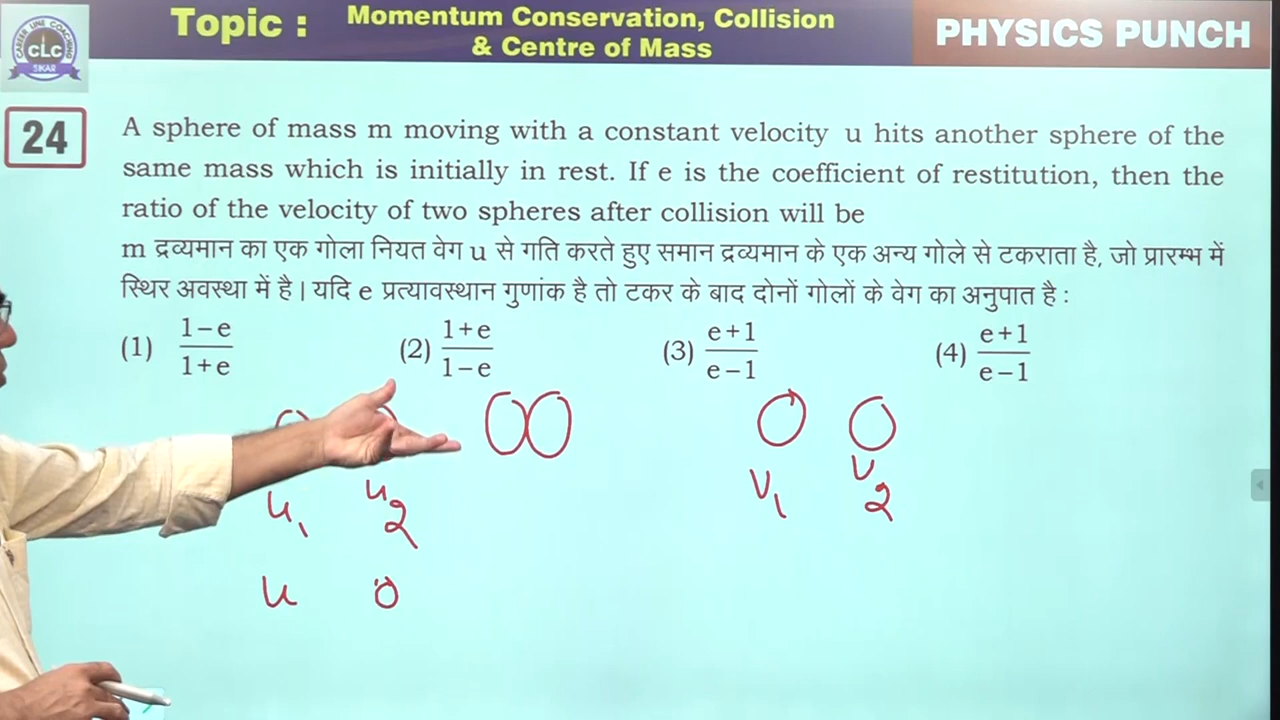 Topic :
Momentum Conservation, Collision
& Centre of Mass
PHYSICS PUNCH
CAREER LINE COACHING
CLC
SIKAR
24
A sphere of mass m moving with a constant velocity u hits another sphere of the
same mass which is initially in rest. If e is the coefficient of restitution, then the
ratio of the velocity of two spheres after collision will be
m द्रव्यमान का एक गोला नियत वेग u से गति करते हुए समान द्रव्यमान के एक अन्य गोले से टकराता है, जो प्रारम्भ में
स्थिर अवस्था में है। यदि e प्रत्यावस्थान गुणांक है तो टकर के बाद दोनों गोलों के वेग का अनुपात है :
(1) 1−e / 1+e (2) 1+e / 1−e (3) e+1 / e−1 (4) e+1 / e−1
u1 u2 v1 v2
u 0